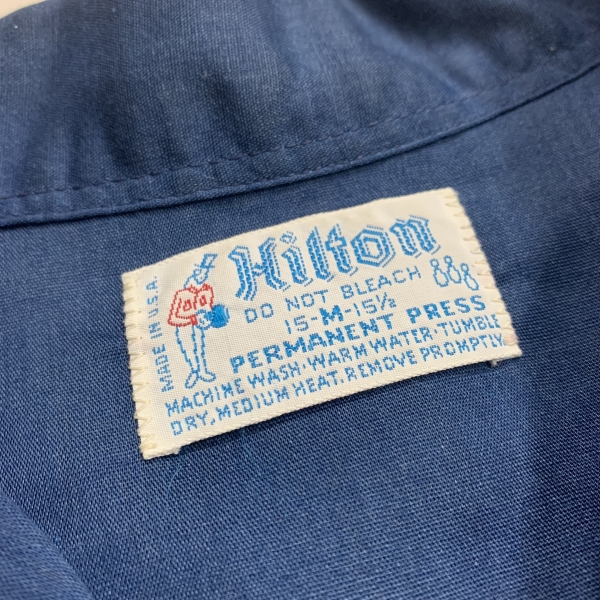 Hilton
DO NOT BLEACH
15-M-15½
PERMANENT PRESS
MACHINE WASH·WARM WATER·TUMBLE
DRY, MEDIUM HEAT. REMOVE PROMPTLY
MADE IN U.S.A.